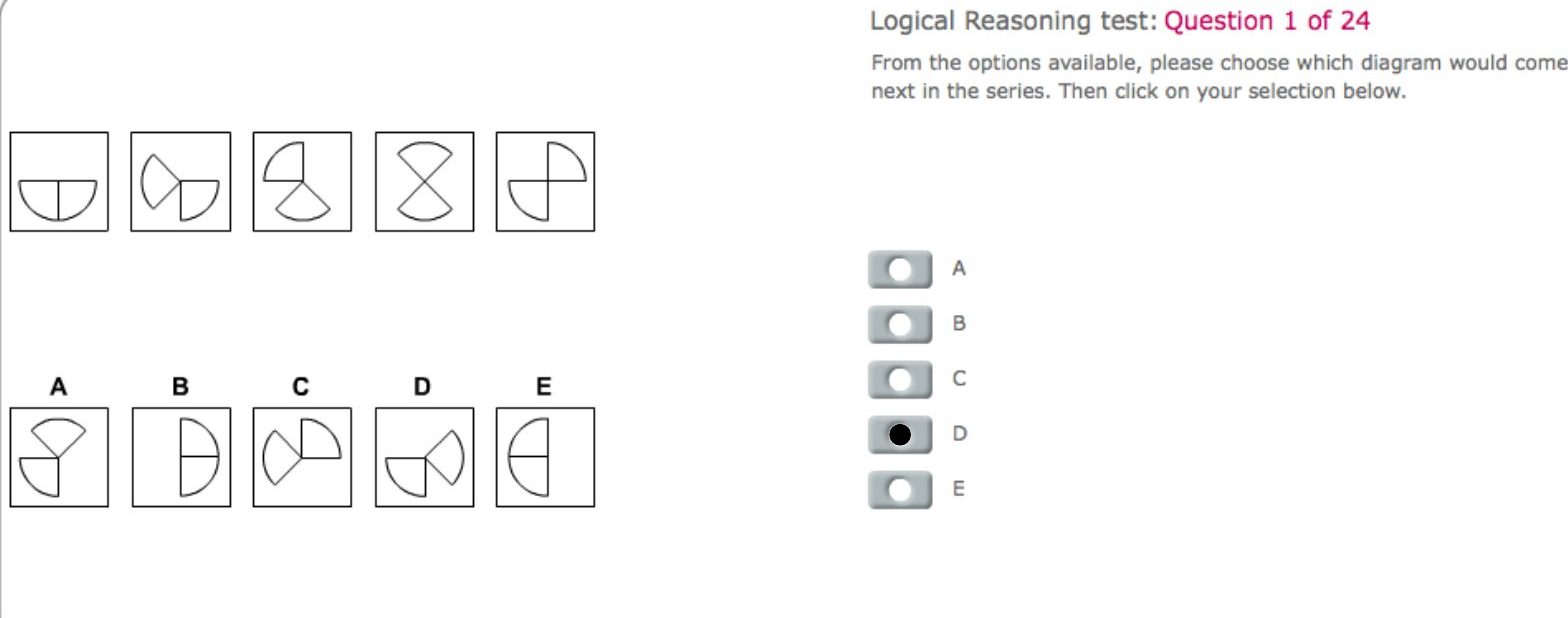 Logical Reasoning test: Question 1 of 24
From the options available, please choose which diagram would come
next in the series. Then click on your selection below.
A
B
C
D
E
A B C D E